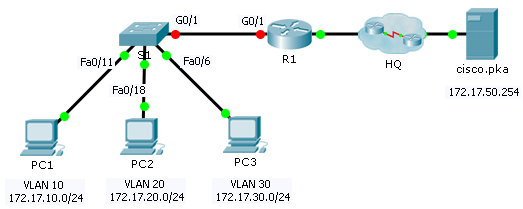 G0/1
G0/1
S1
R1
HQ
cisco.pka
172.17.50.254
Fa0/11
Fa0/6
Fa0/18
PC1
PC2
PC3
VLAN 10
172.17.10.0/24
VLAN 20
172.17.20.0/24
VLAN 30
172.17.30.0/24